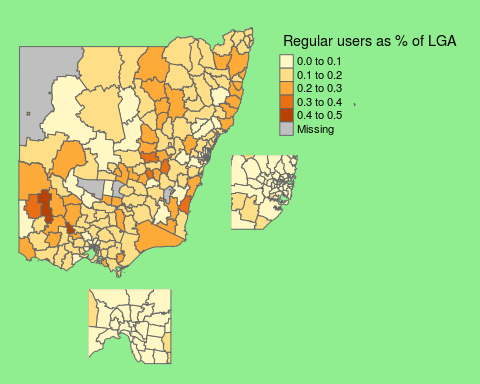 Regular users as % of LGA
0.0 to 0.1
0.1 to 0.2
0.2 to 0.3
0.3 to 0.4
0.4 to 0.5
Missing